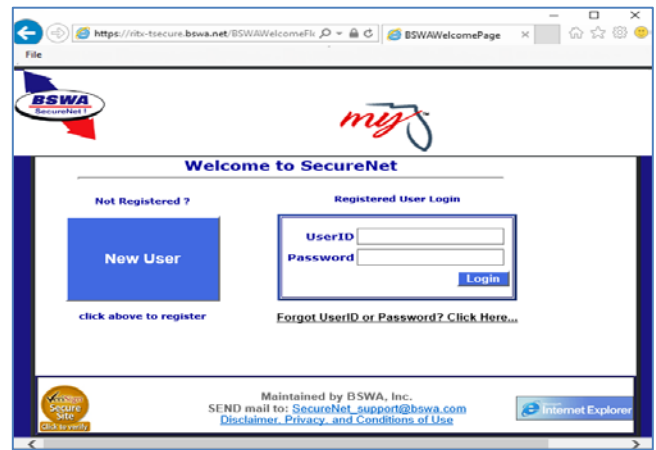 https://ritx-tsecure.bswa.net/BSWAWelcomeFl
BSWAWelcomePage
File
BSWA
SecureNet !
my
Welcome to SecureNet
Not Registered ?
Registered User Login
New User
UserID
Password
Login
click above to register
Forgot UserID or Password? Click Here...
Secure
Site
Click to verify
Maintained by BSWA, Inc.
SEND mail to: SecureNet_support@bswa.com
Disclaimer, Privacy, and Conditions of Use
Internet Explorer